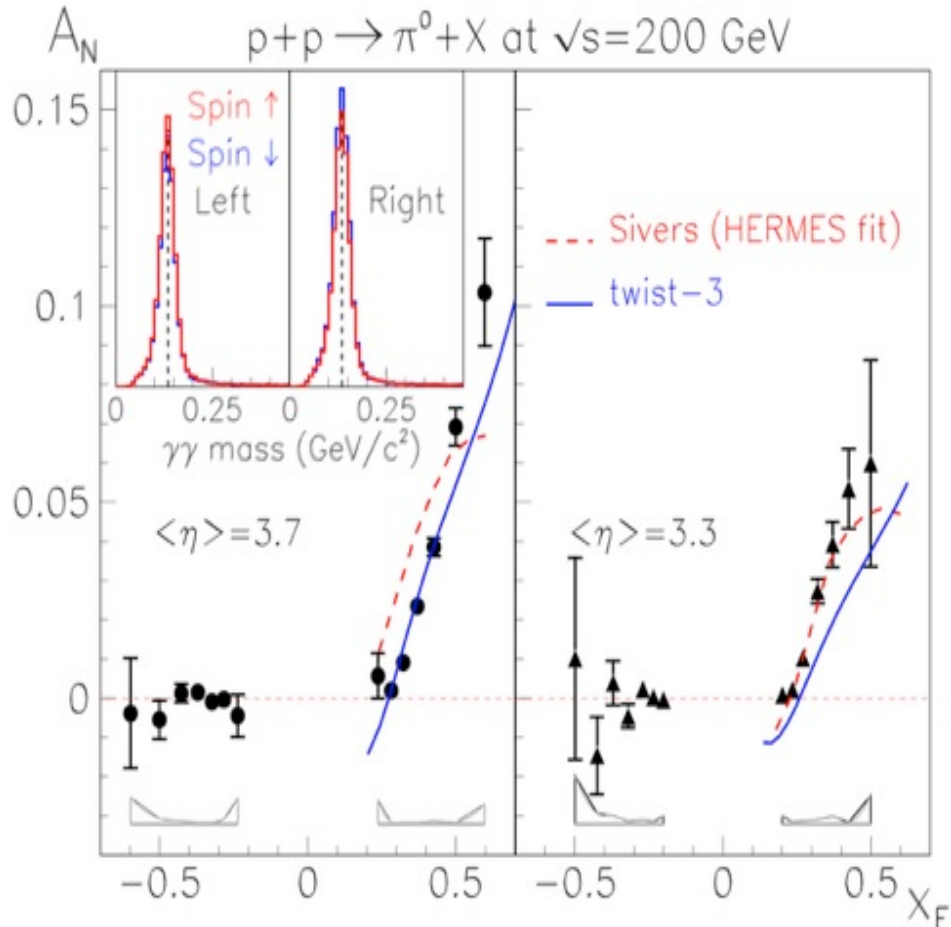 A_N p+p → π⁰+X at √s=200 GeV
0.15
Spin ↑
Spin ↓
Left
Right
0 0.25 0 0.25
γγ mass (GeV/c²)
0.1
0.05
0
<η>=3.7
Sivers (HERMES fit)
twist-3
<η>=3.3
-0.5 0 0.5 -0.5 0 0.5
X_F